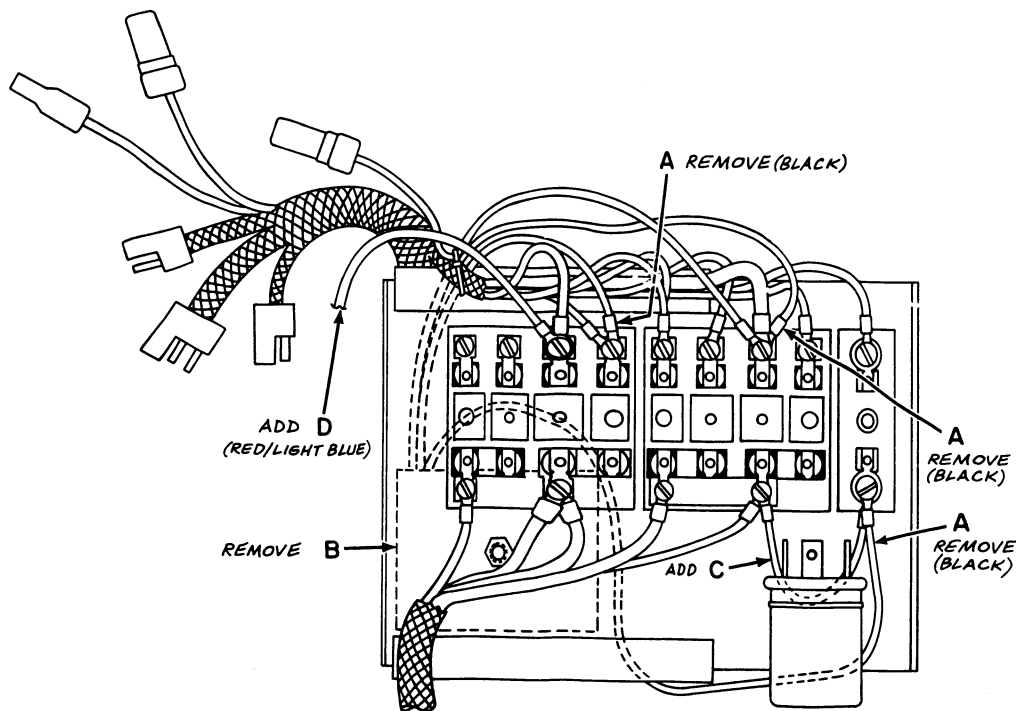 A REMOVE (BLACK)
ADD D
(RED/LIGHT BLUE)
A
REMOVE
(BLACK)
REMOVE B
A
REMOVE
(BLACK)
ADD C